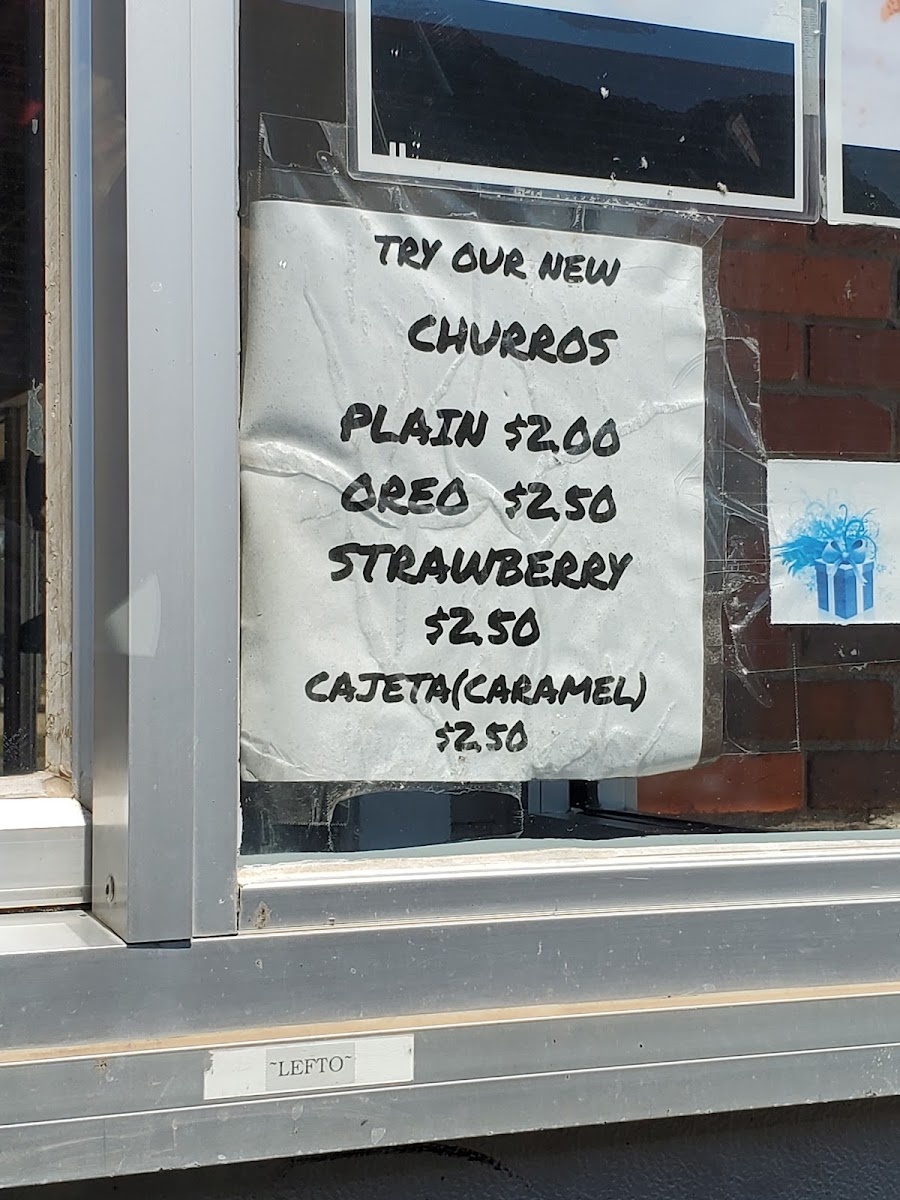 TRY OUR NEW
CHURROS
PLAIN $2.00
OREO $2.50
STRAWBERRY
$2.50
CAJETA(CARAMEL)
$2.50
~LEFTO~